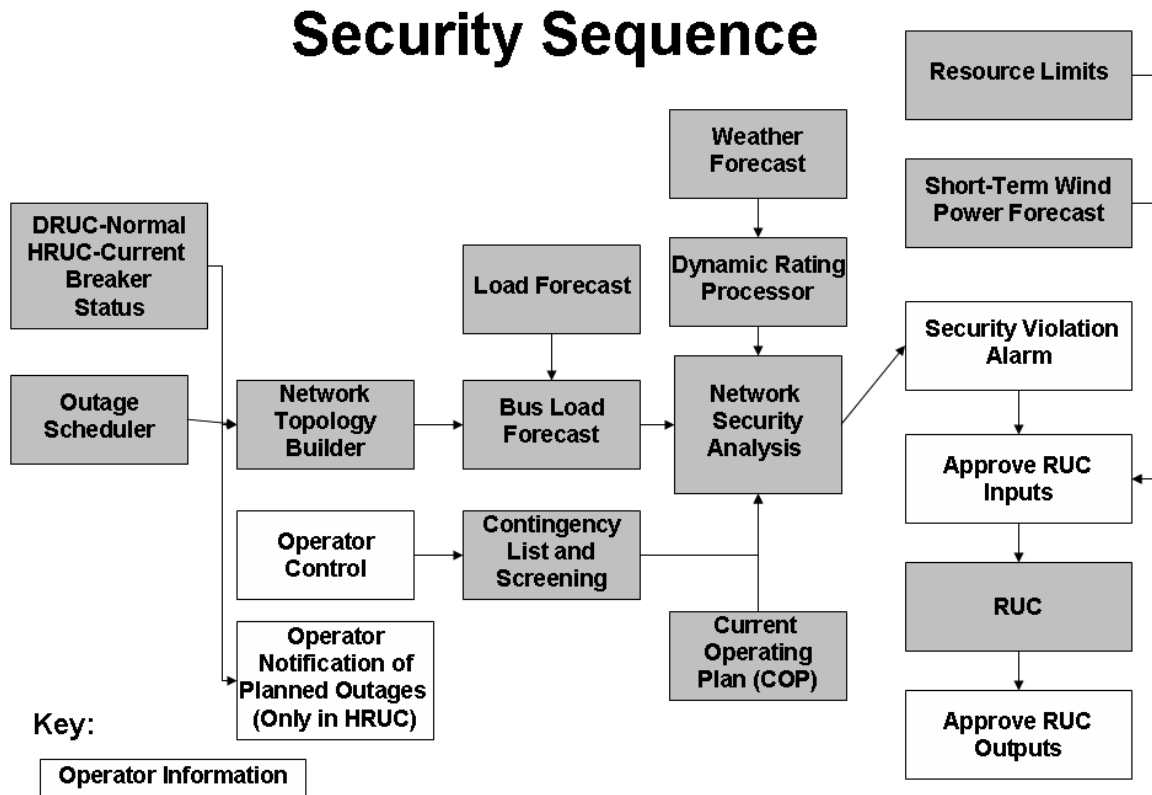 Security Sequence
Resource Limits
Weather
Forecast
Short-Term Wind
Power Forecast
DRUC-Normal
HRUC-Current
Breaker
Status
Load Forecast
Dynamic Rating
Processor
Security Violation
Alarm
Outage
Scheduler
Network
Topology
Builder
Bus Load
Forecast
Network
Security
Analysis
Approve RUC
Inputs
Operator
Control
Contingency
List and
Screening
RUC
Operator
Notification of
Planned Outages
(Only in HRUC)
Current
Operating
Plan (COP)
Approve RUC
Outputs
Key:
Operator Information